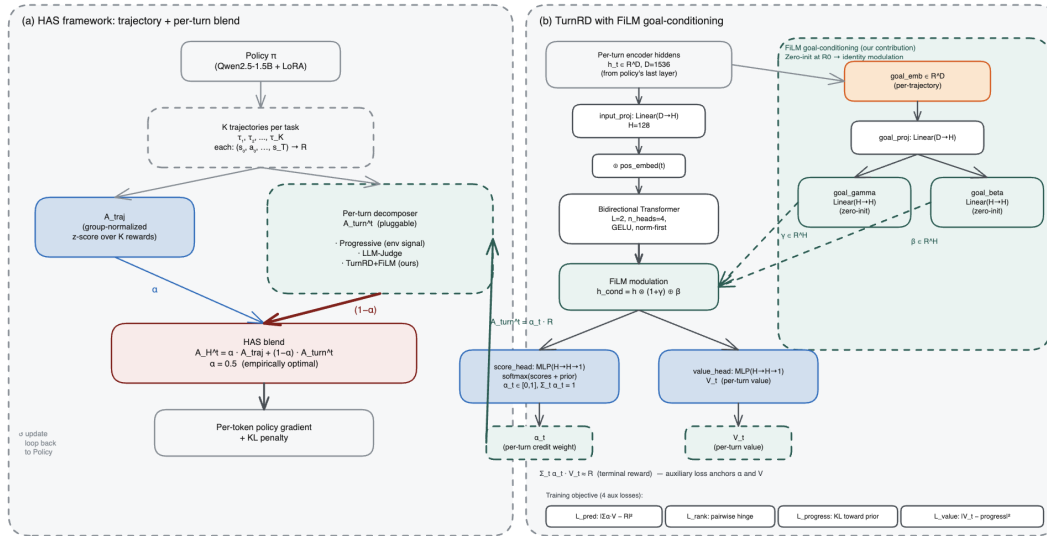 (a) HAS framework: trajectory + per-turn blend
Policy π
(Qwen2.5-1.5B + LoRA)
K trajectories per task
τ₁, τ₂, ..., τ_K
each: (s₀, a₀, ..., s_T) → R
A_traj
(group-normalized
z-score over K rewards)
Per-turn decomposer
A_turn^t (pluggable)
· Progressive (env signal)
· LLM-Judge
· TurnRD+FiLM (ours)
α
(1−α)
HAS blend
A_H^t = α · A_traj + (1−α) · A_turn^t
α = 0.5 (empirically optimal)
Per-token policy gradient
+ KL penalty
↺ update
loop back
to Policy
A_turn^t = α_t · R
(b) TurnRD with FiLM goal-conditioning
Per-turn encoder hiddens
h_t ∈ R^D, D=1536
(from policy's last layer)
input_proj: Linear(D→H)
H=128
⊕ pos_embed(t)
Bidirectional Transformer
L=2, n_heads=4,
GELU, norm-first
FiLM goal-conditioning (our contribution)
Zero-init at R0 → identity modulation
goal_emb ∈ R^D
(per-trajectory)
goal_proj: Linear(D→H)
goal_gamma
Linear(H→H)
(zero-init)
goal_beta
Linear(H→H)
(zero-init)
γ ∈ R^H
β ∈ R^H
FiLM modulation
h_cond = h ⊗ (1+γ) ⊕ β
score_head: MLP(H→H→1)
softmax(scores + prior)
α_t ∈ [0,1], Σ_t α_t = 1
value_head: MLP(H→H→1)
V_t (per-turn value)
α_t
(per-turn credit weight)
V_t
(per-turn value)
Σ_t α_t · V_t ≈ R (terminal reward) — auxiliary loss anchors α and V
Training objective (4 aux losses):
L_pred: |Σα·V − R|²
L_rank: pairwise hinge
L_progress: KL toward prior
L_value: |V_t − progress|²